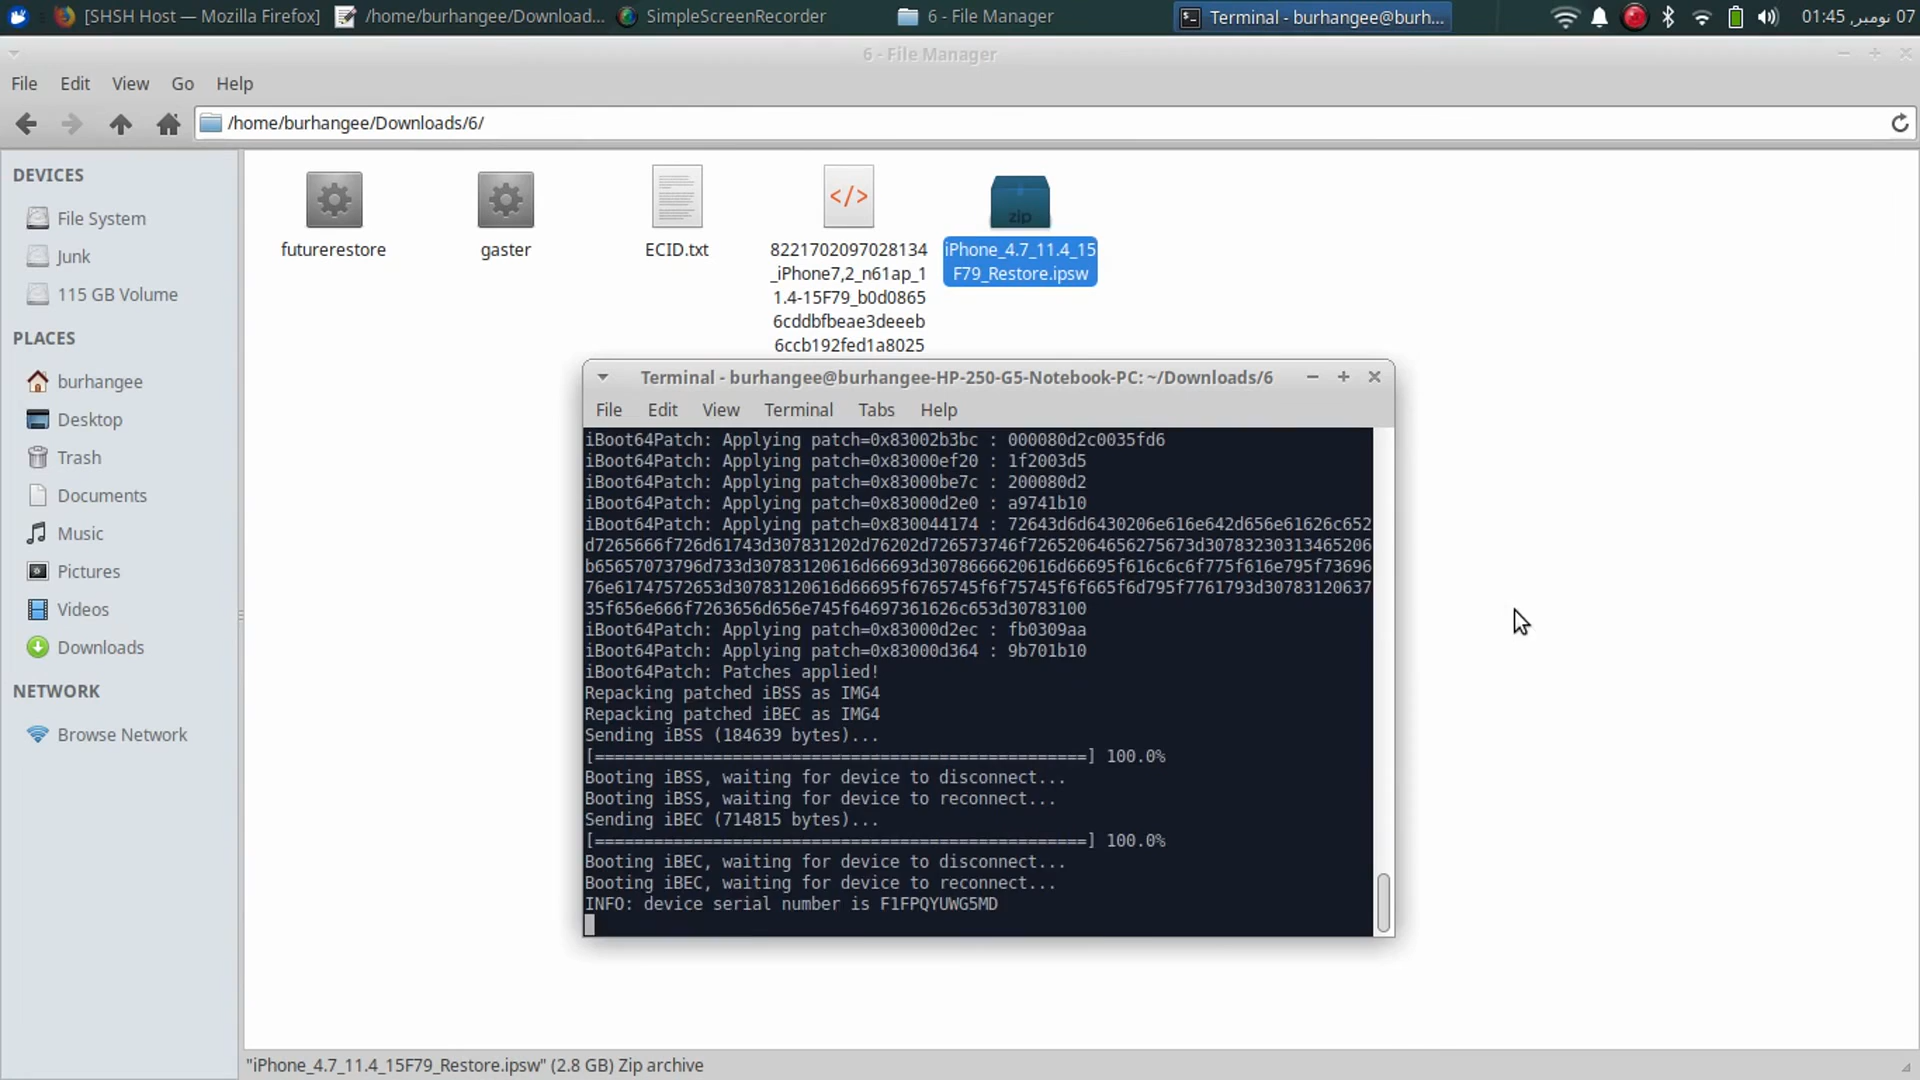 [SHSH Host — Mozilla Firefox]
/home/burhangee/Download...
SimpleScreenRecorder
6 - File Manager
Terminal - burhangee@burh...
07 نومبر, 01:45
6 - File Manager
File Edit View Go Help
/home/burhangee/Downloads/6/
DEVICES
File System
Junk
115 GB Volume
PLACES
burhangee
Desktop
Trash
Documents
Music
Pictures
Videos
Downloads
NETWORK
Browse Network
futurerestore
gaster
ECID.txt
8221702097028134
_iPhone7,2_n61ap_1
1.4-15F79_b0d0865
6cddbfbeae3deeeb
6ccb192fed1a8025
zip
iPhone_4.7_11.4_15
F79_Restore.ipsw
Terminal - burhangee@burhangee-HP-250-G5-Notebook-PC: ~/Downloads/6
File Edit View Terminal Tabs Help
iBoot64Patch: Applying patch=0x83002b3bc : 000080d2c0035fd6
iBoot64Patch: Applying patch=0x83000ef20 : 1f2003d5
iBoot64Patch: Applying patch=0x83000be7c : 200080d2
iBoot64Patch: Applying patch=0x83000d2e0 : a9741b10
iBoot64Patch: Applying patch=0x830044174 : 72643d6d6430206e616e642d656e61626c652
d7265666f726d61743d307831202d76202d726573746f72652064656275673d30783230313465206
b65657073796d733d30783120616d66693d3078666620616d66695f616c6c6f775f616e795f73696
76e61747572653d30783120616d66695f6765745f6f75745f6f665f6d795f7761793d30783120637
35f656e666f7263656d656e745f64697361626c653d30783100
iBoot64Patch: Applying patch=0x83000d2ec : fb0309aa
iBoot64Patch: Applying patch=0x83000d364 : 9b701b10
iBoot64Patch: Patches applied!
Repacking patched iBSS as IMG4
Repacking patched iBEC as IMG4
Sending iBSS (184639 bytes)...
[==================================================] 100.0%
Booting iBSS, waiting for device to disconnect...
Booting iBSS, waiting for device to reconnect...
Sending iBEC (714815 bytes)...
[==================================================] 100.0%
Booting iBEC, waiting for device to disconnect...
Booting iBEC, waiting for device to reconnect...
INFO: device serial number is F1FPQYUWG5MD
"iPhone_4.7_11.4_15F79_Restore.ipsw" (2.8 GB) Zip archive